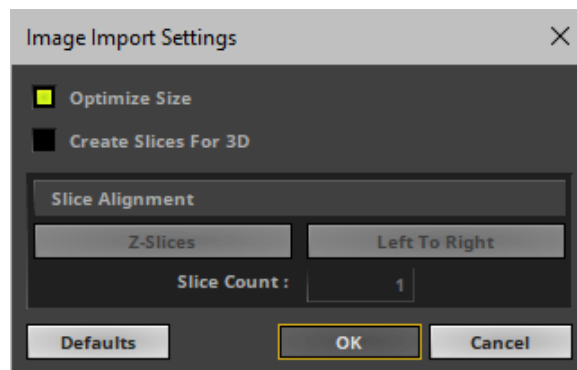 Image Import Settings
Optimize Size
Create Slices For 3D
Slice Alignment
Z-Slices Left To Right
Slice Count : 1
Defaults OK Cancel